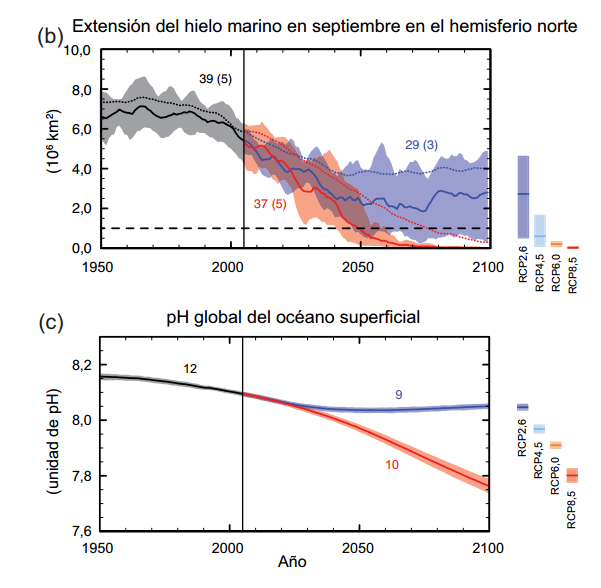 Extensión del hielo marino en septiembre en el hemisferio norte
(b)
10,0
8,0
6,0
4,0
2,0
0,0
(10⁶ km²)
39 (5)
29 (3)
37 (5)
1950
2000
2050
2100
RCP2,6
RCP4,5
RCP6,0
RCP8,5
(c)
pH global del océano superficial
8,2
8,0
7,8
7,6
(unidad de pH)
12
9
10
1950
2000
2050
2100
Año
RCP2,6
RCP4,5
RCP6,0
RCP8,5